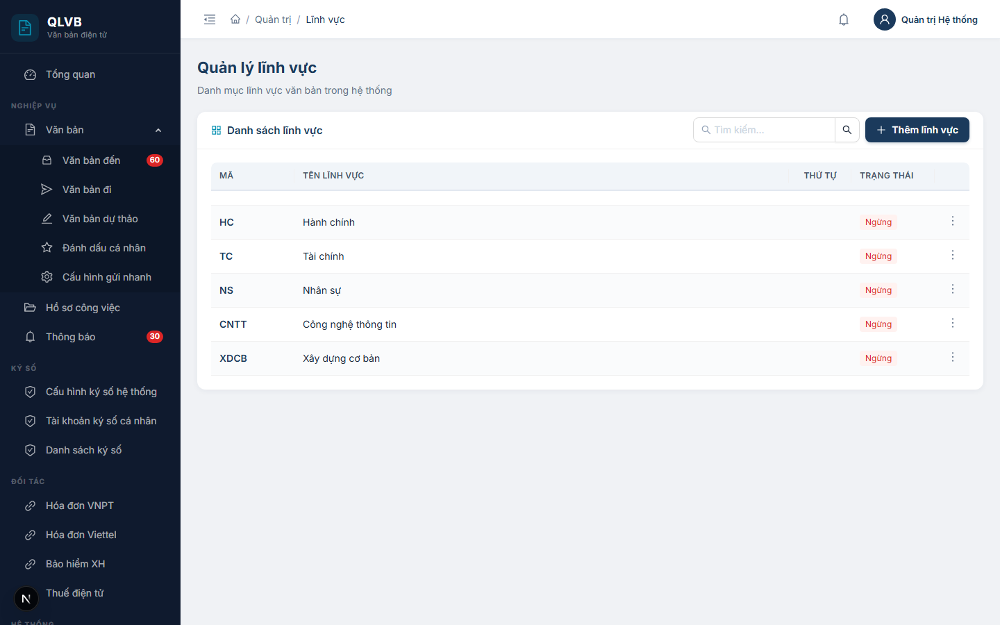 QLVB
Văn bản điện tử
Tổng quan
NGHIỆP VỤ
Văn bản
Văn bản đến 60
Văn bản đi
Văn bản dự thảo
Đánh dấu cá nhân
Cấu hình gửi nhanh
Hồ sơ công việc
Thông báo 30
KÝ SỐ
Cấu hình ký số hệ thống
Tài khoản ký số cá nhân
Danh sách ký số
ĐỐI TÁC
Hóa đơn VNPT
Hóa đơn Viettel
Bảo hiểm XH
Thuế điện tử
N
HỆ THỐNG
/ Quản trị / Lĩnh vực
Quản trị Hệ thống
Quản lý lĩnh vực
Danh mục lĩnh vực văn bản trong hệ thống
Danh sách lĩnh vực
Tìm kiếm...
Thêm lĩnh vực
MÃ TÊN LĨNH VỰC THỨ TỰ TRẠNG THÁI
HC Hành chính Ngừng
TC Tài chính Ngừng
NS Nhân sự Ngừng
CNTT Công nghệ thông tin Ngừng
XDCB Xây dựng cơ bản Ngừng